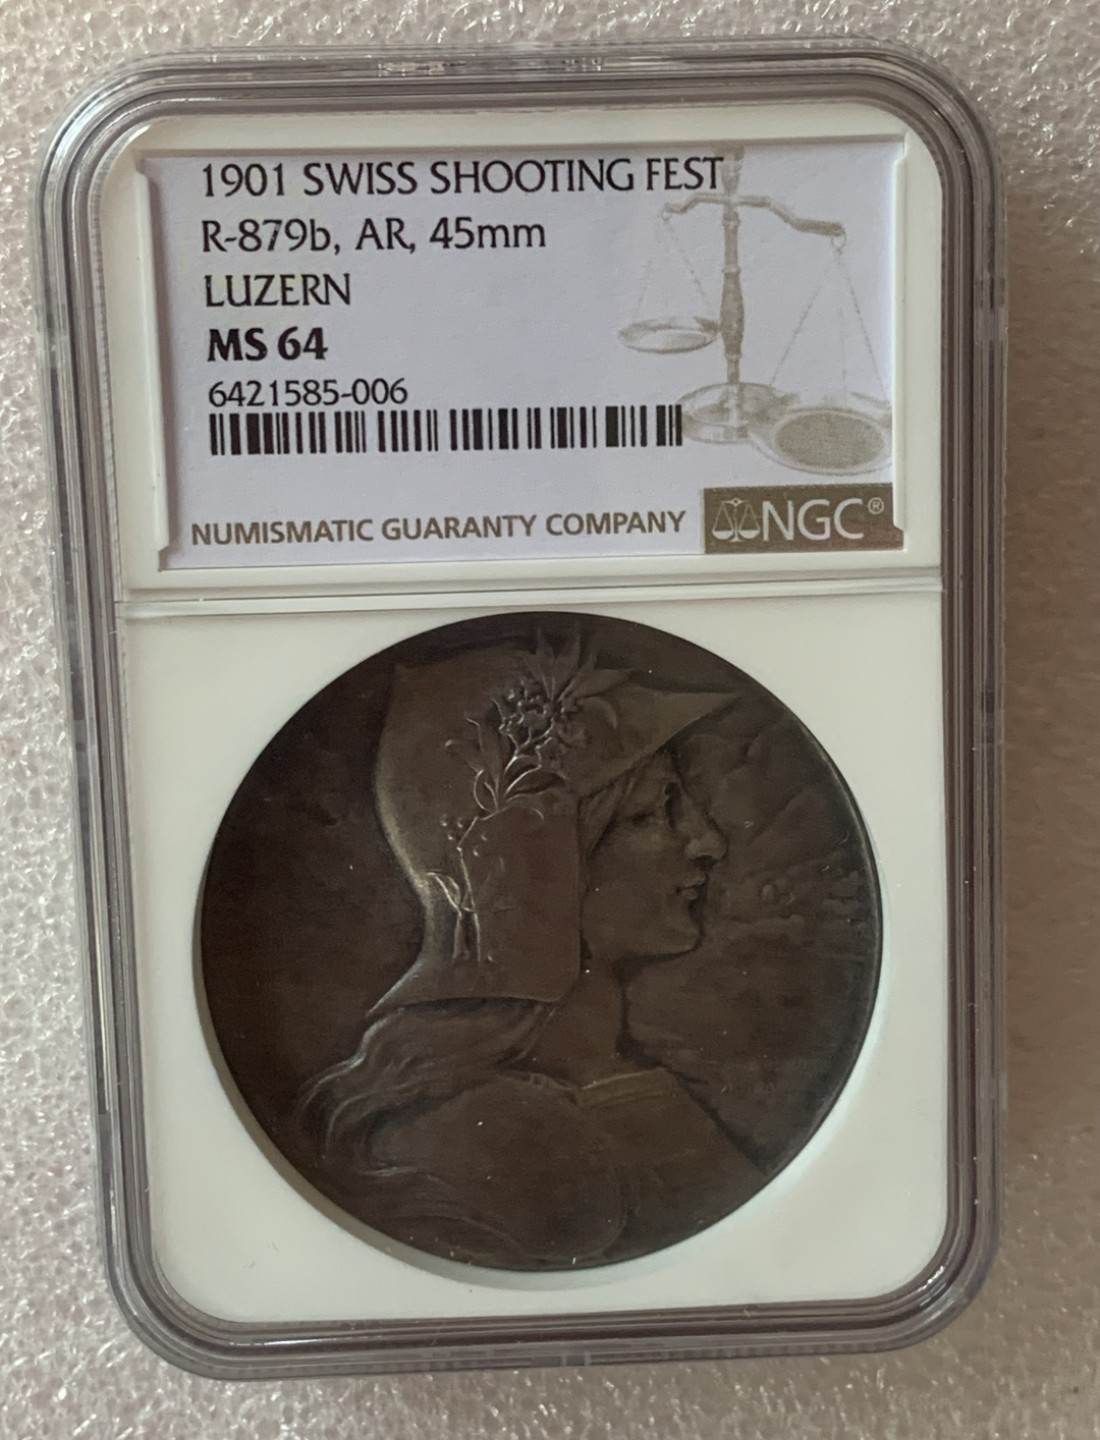 1901 SWISS SHOOTING FEST
R-879b, AR, 45mm
LUZERN
MS 64
6421585-006
NUMISMATIC GUARANTY COMPANY NGC®